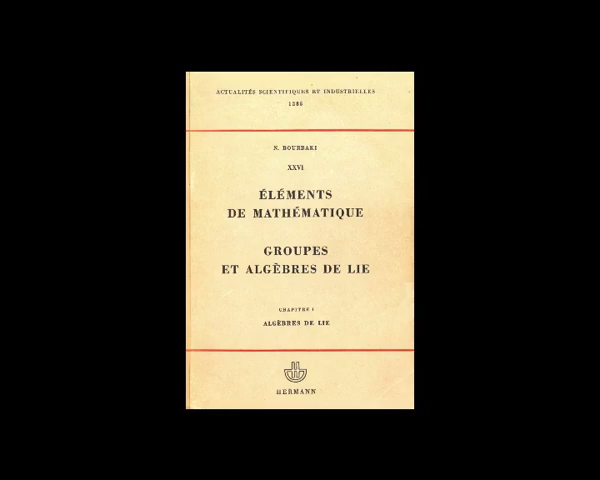 ACTUALITÉS SCIENTIFIQUES ET INDUSTRIELLES
1285
N. BOURBAKI
XXVI
ÉLÉMENTS
DE MATHÉMATIQUE
GROUPES
ET ALGÈBRES DE LIE
CHAPITRE I
ALGÈBRES DE LIE
HERMANN